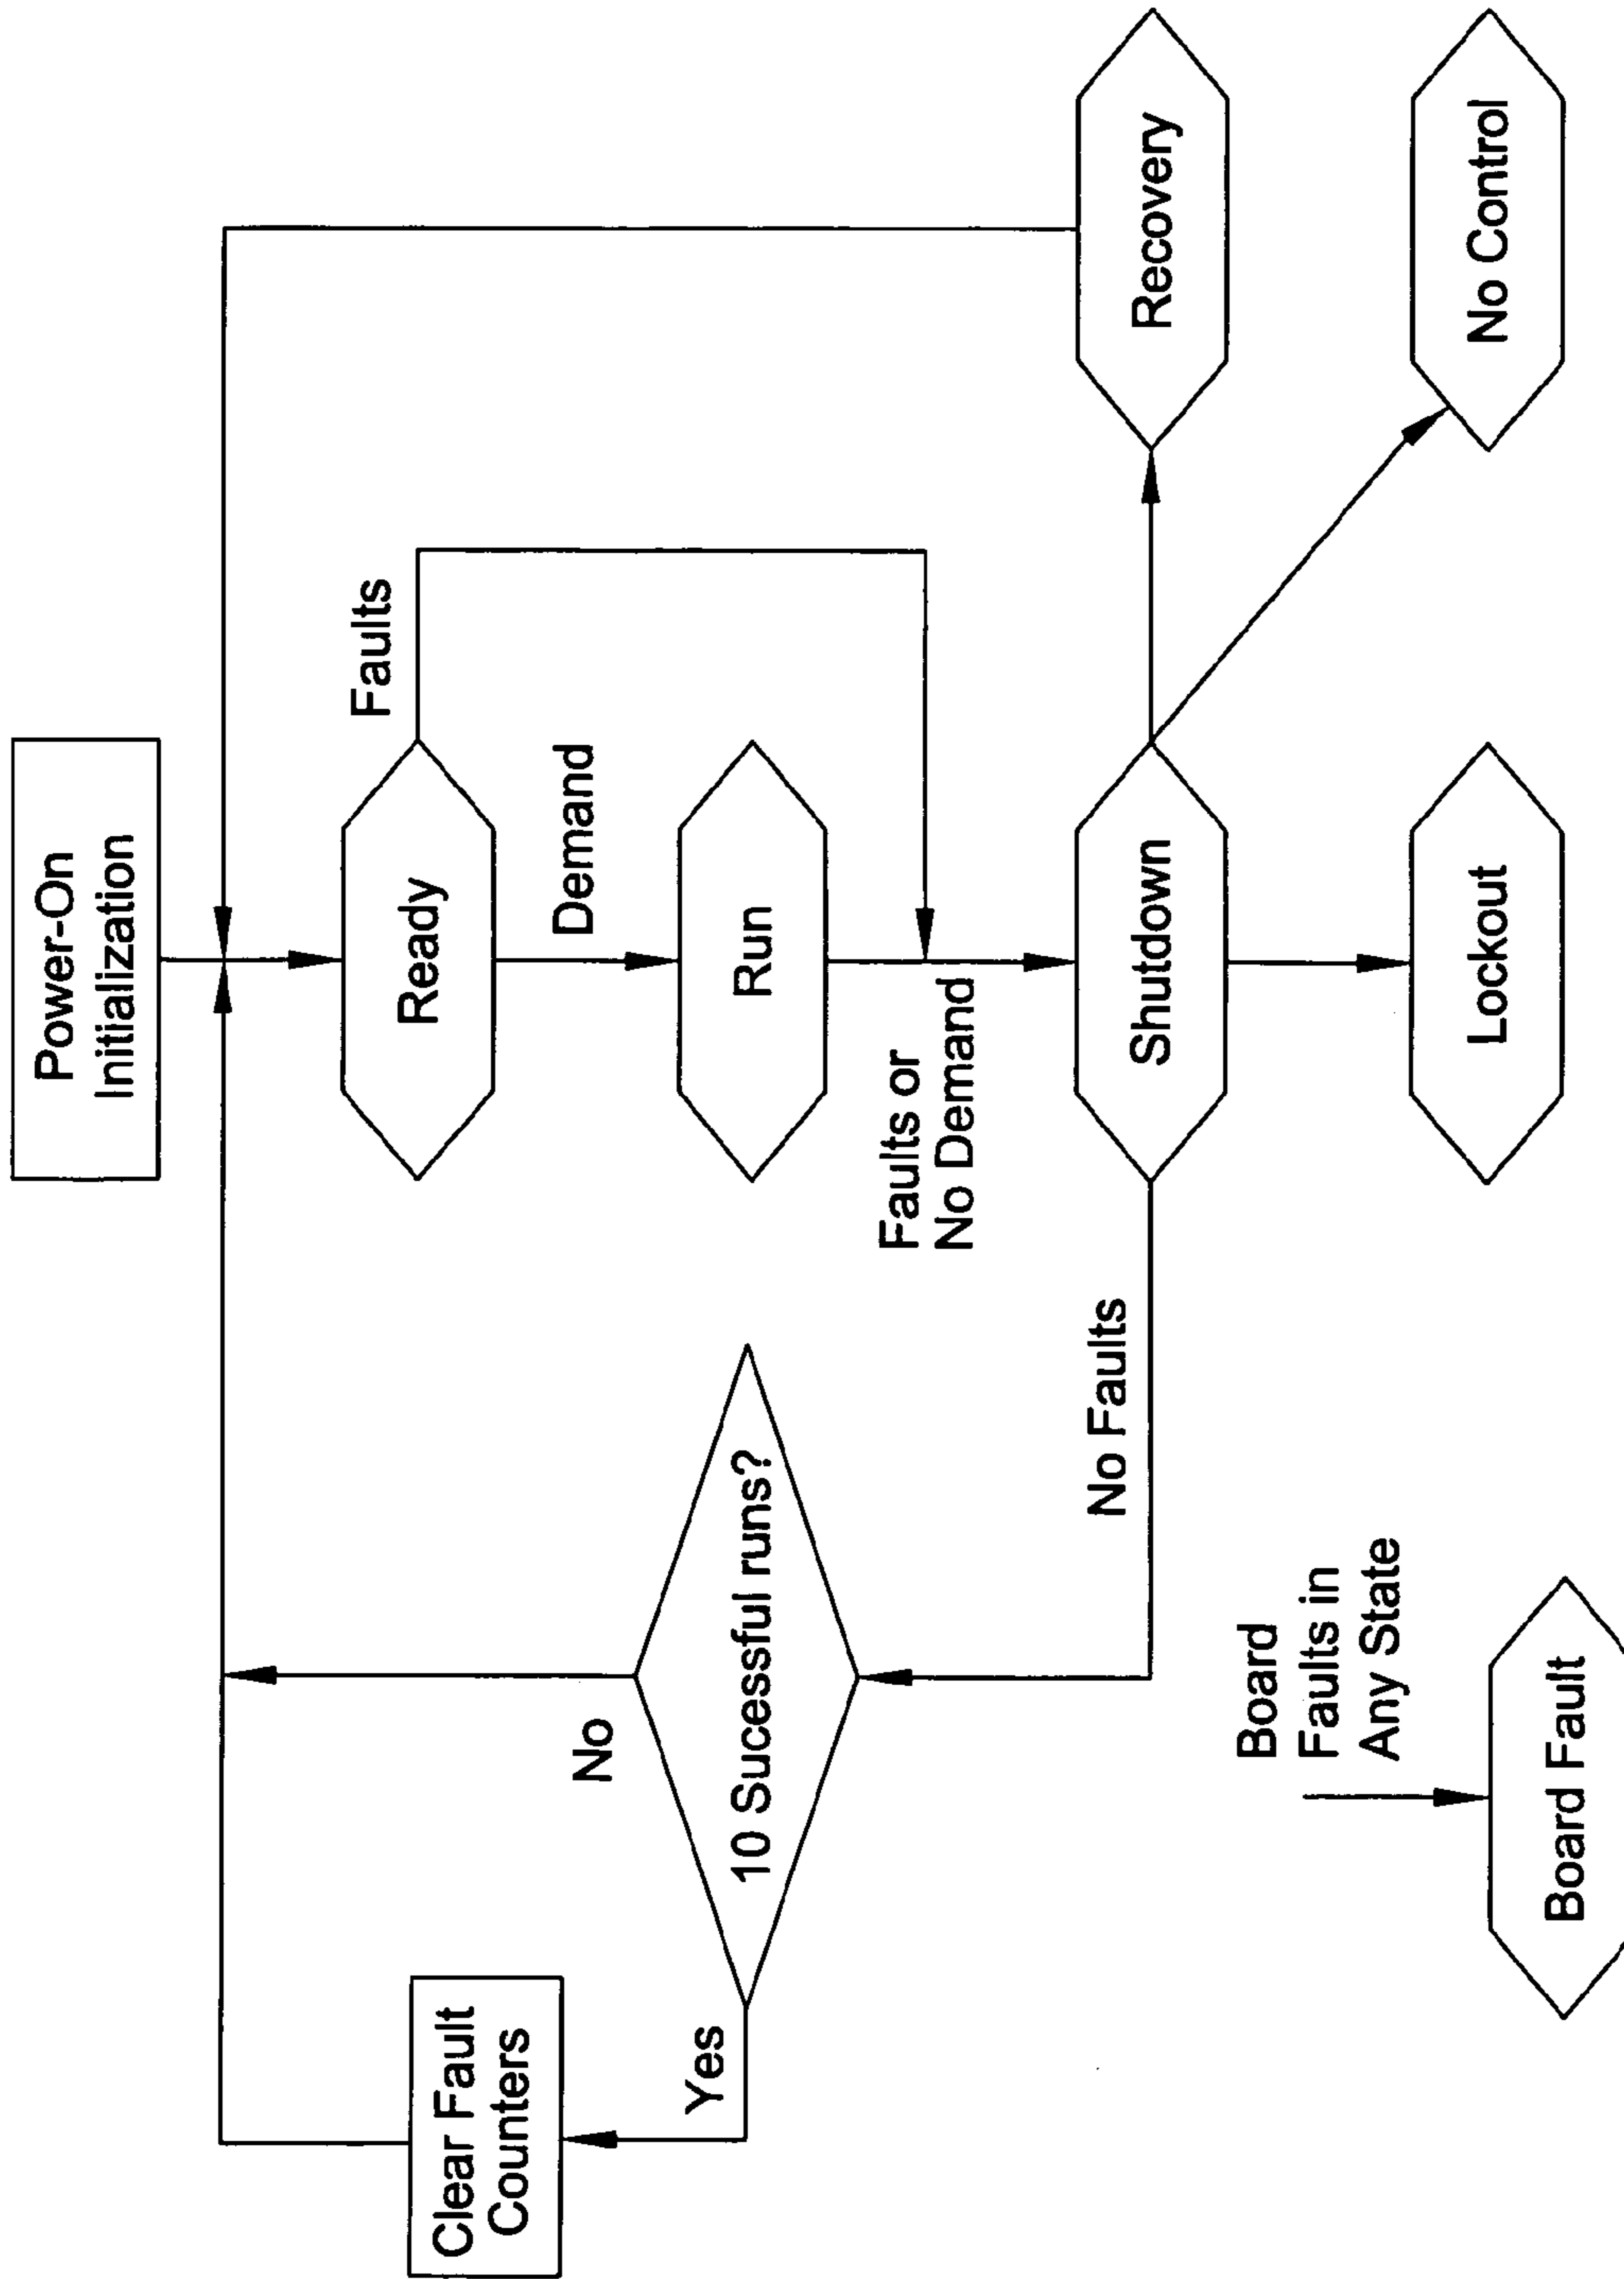 Power-On
Initialization
Ready
Faults
Demand
Run
Faults or
No Demand
Shutdown
Recovery
No Control
Lockout
No Faults
10 Sucessful runs?
No
Yes
Clear Fault
Counters
Board
Faults in
Any State
Board Fault